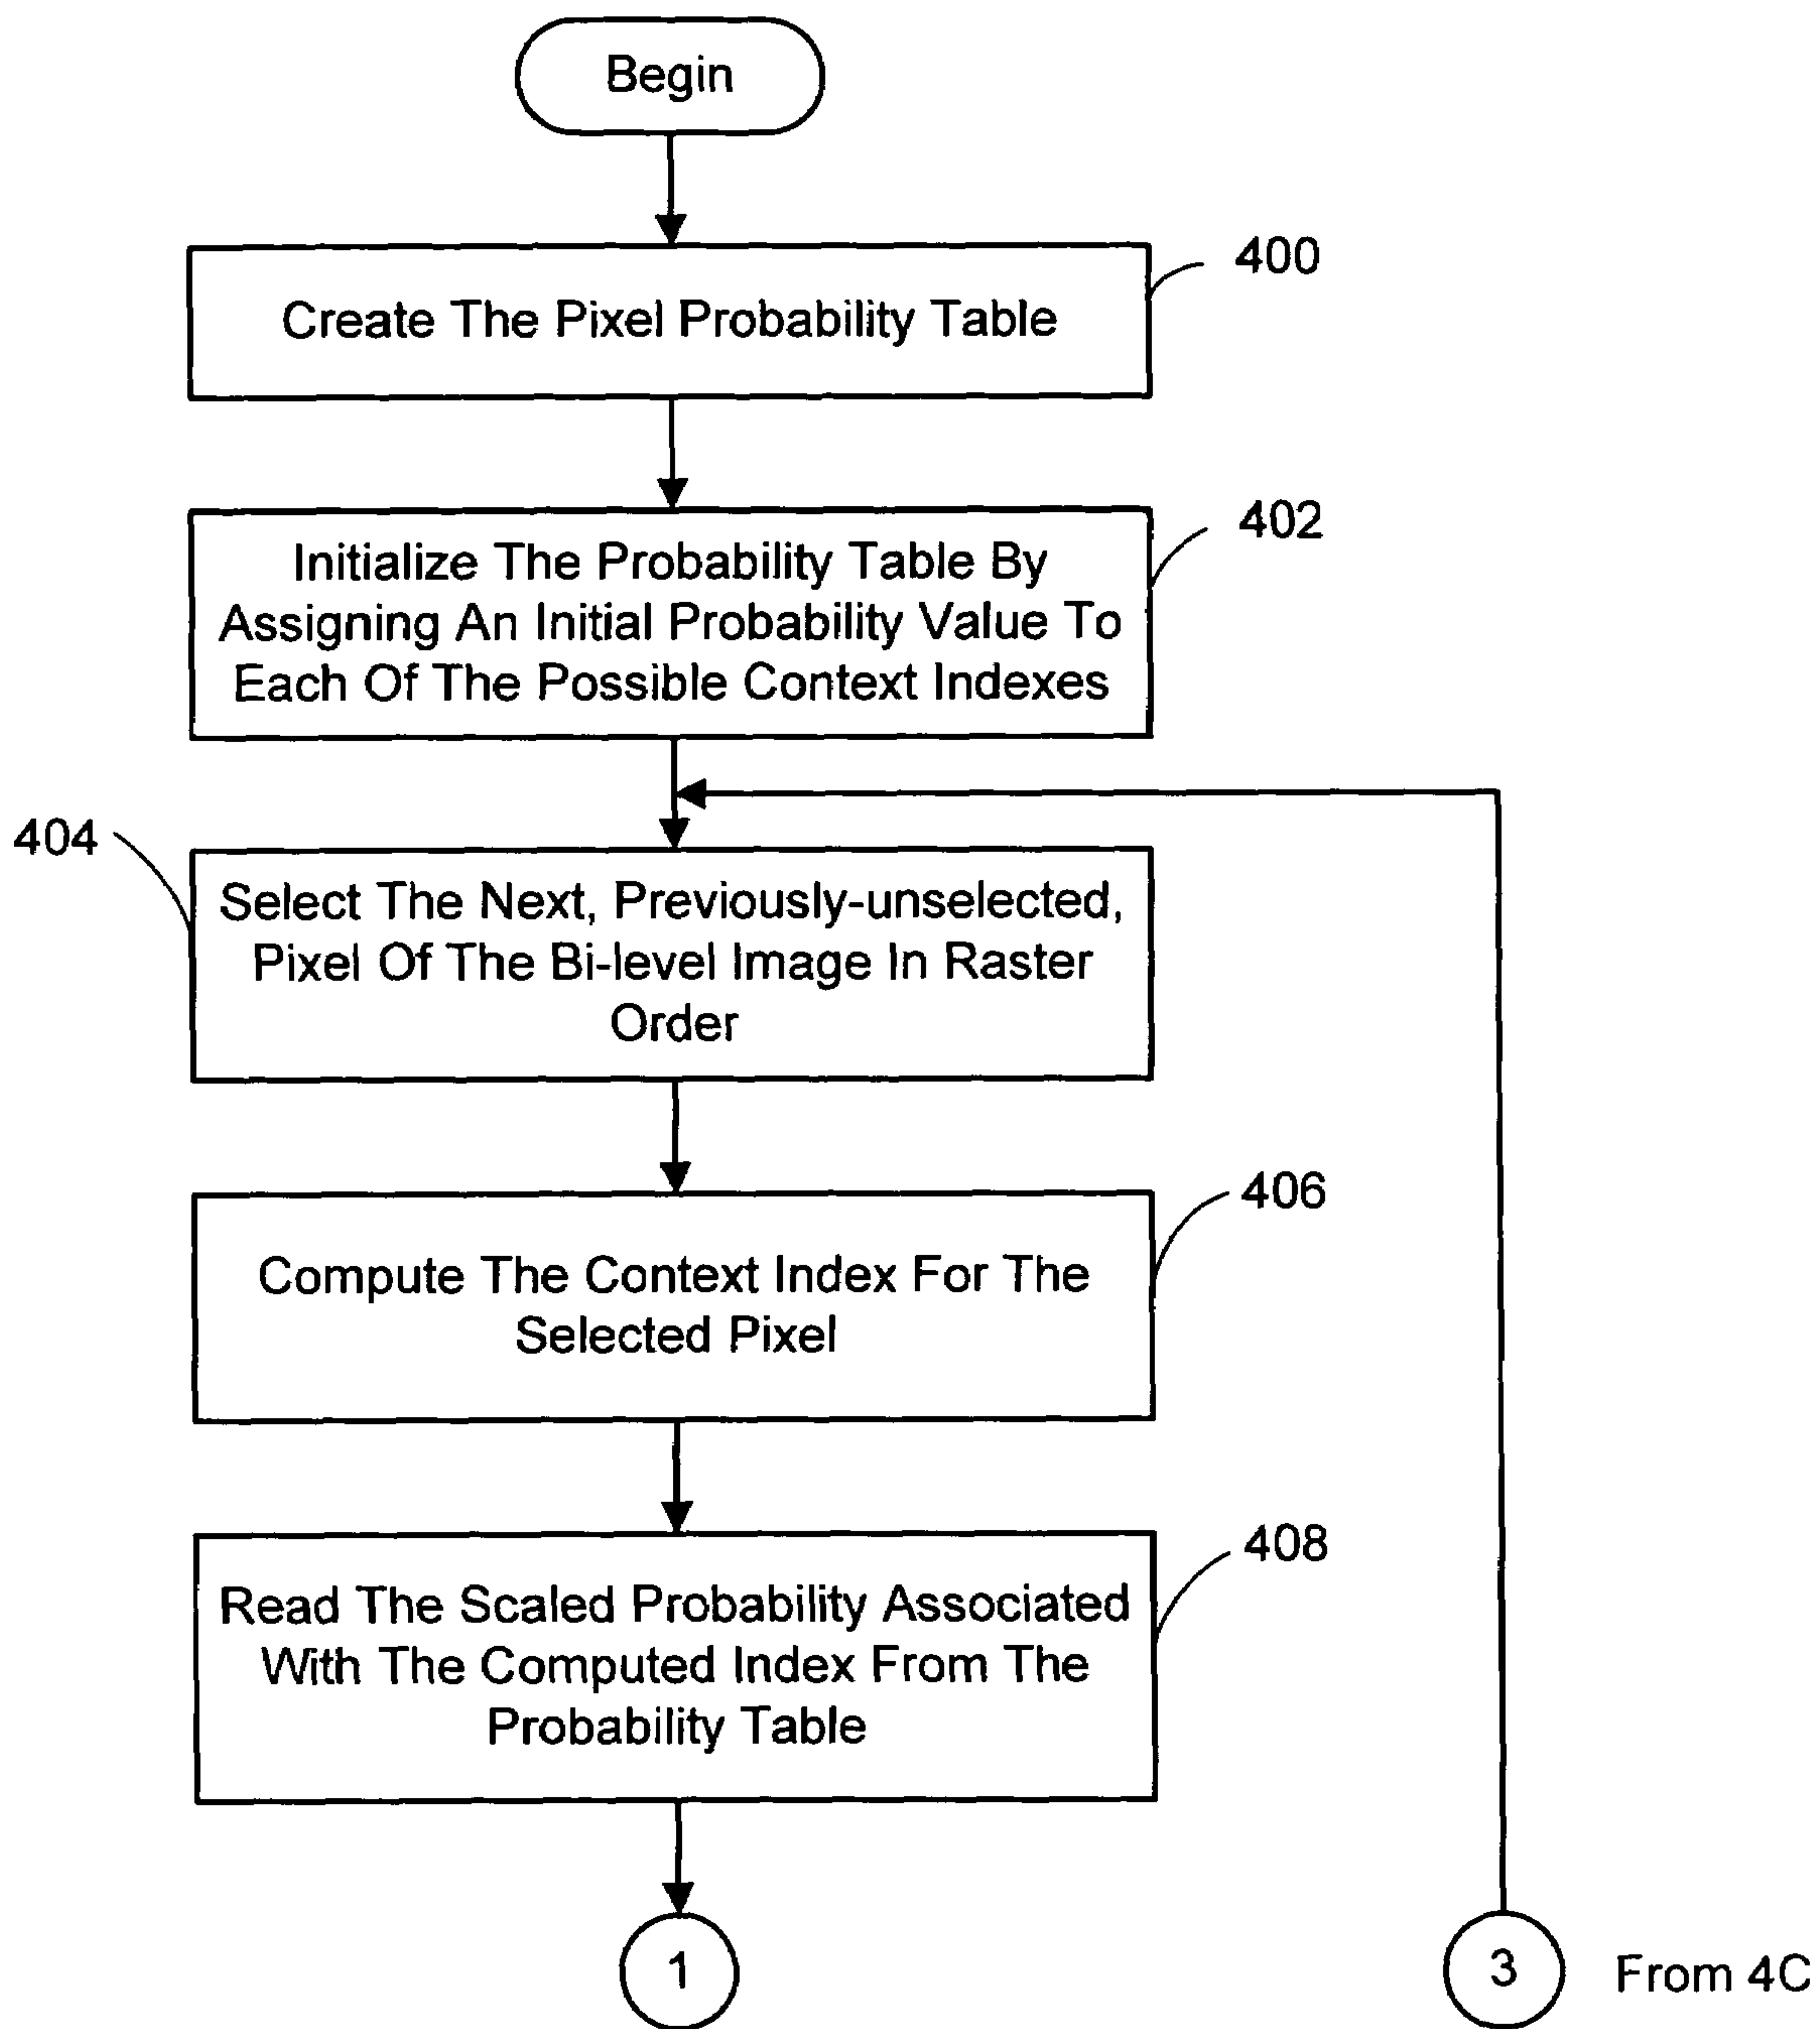 Begin
400
Create The Pixel Probability Table
402
Initialize The Probability Table By
Assigning An Initial Probability Value To
Each Of The Possible Context Indexes
404
Select The Next, Previously-unselected,
Pixel Of The Bi-level Image In Raster
Order
406
Compute The Context Index For The
Selected Pixel
408
Read The Scaled Probability Associated
With The Computed Index From The
Probability Table
1
3
From 4C